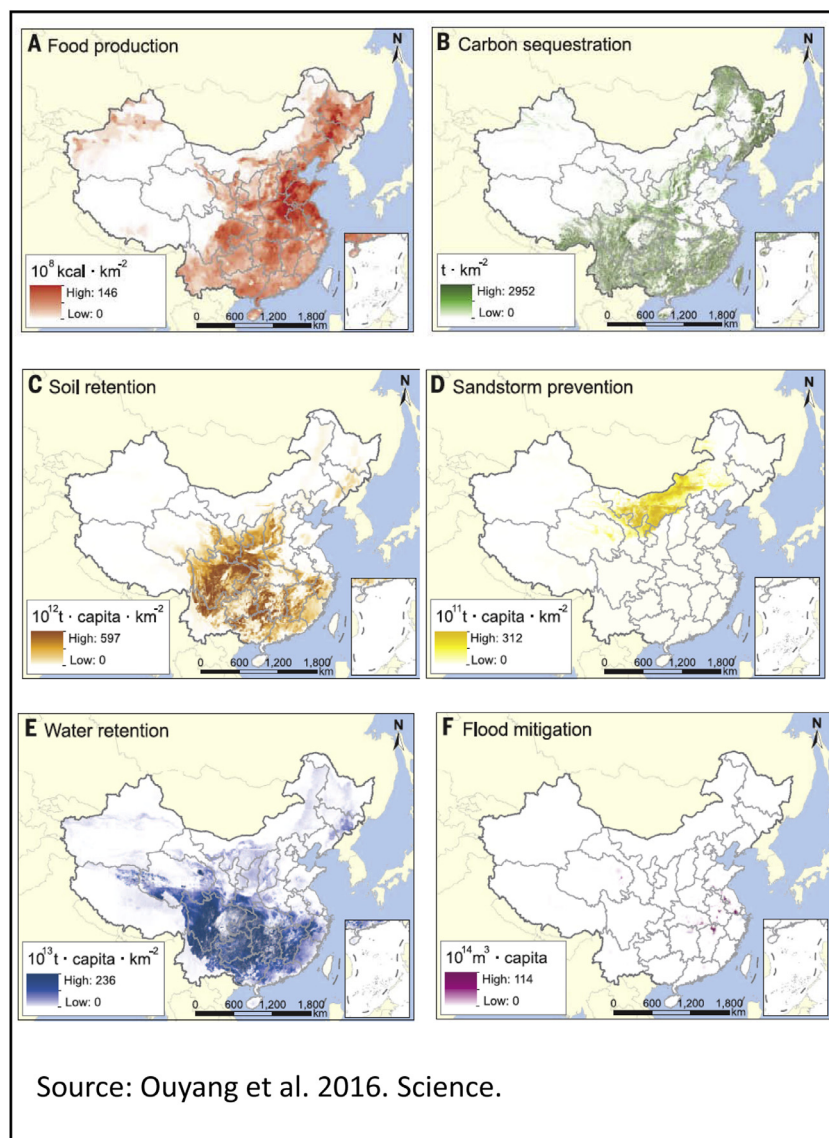 A Food production
N
10⁸ kcal · km⁻²
High: 146
Low: 0
0 600 1,200 1,800
km
B Carbon sequestration
N
t · km⁻²
High: 2952
Low: 0
0 600 1,200 1,800
km
C Soil retention
N
10¹² t · capita · km⁻²
High: 597
Low: 0
0 600 1,200 1,800
km
D Sandstorm prevention
N
10¹¹ t · capita · km⁻²
High: 312
Low: 0
0 600 1,200 1,800
km
E Water retention
N
10¹³ t · capita · km⁻²
High: 236
Low: 0
0 600 1,200 1,800
km
F Flood mitigation
N
10¹⁴ m³ · capita
High: 114
Low: 0
0 600 1,200 1,800
km
Source: Ouyang et al. 2016. Science.